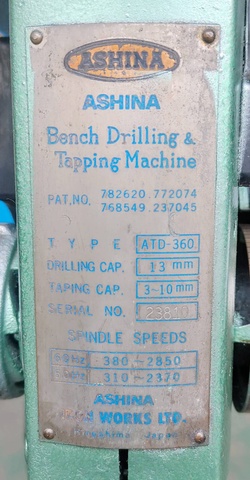 ASHINA
ASHINA
Bench Drilling &
Tapping Machine
PAT,NO. 782620.772074
768549.237045
TYPE ATD-360
DRILLING CAP. 13 mm
TAPING CAP. 3~10 mm
SERIAL NO.
SPINDLE SPEEDS
380~2850
310~2370
ASHINA
WORKS LTD.
Japan